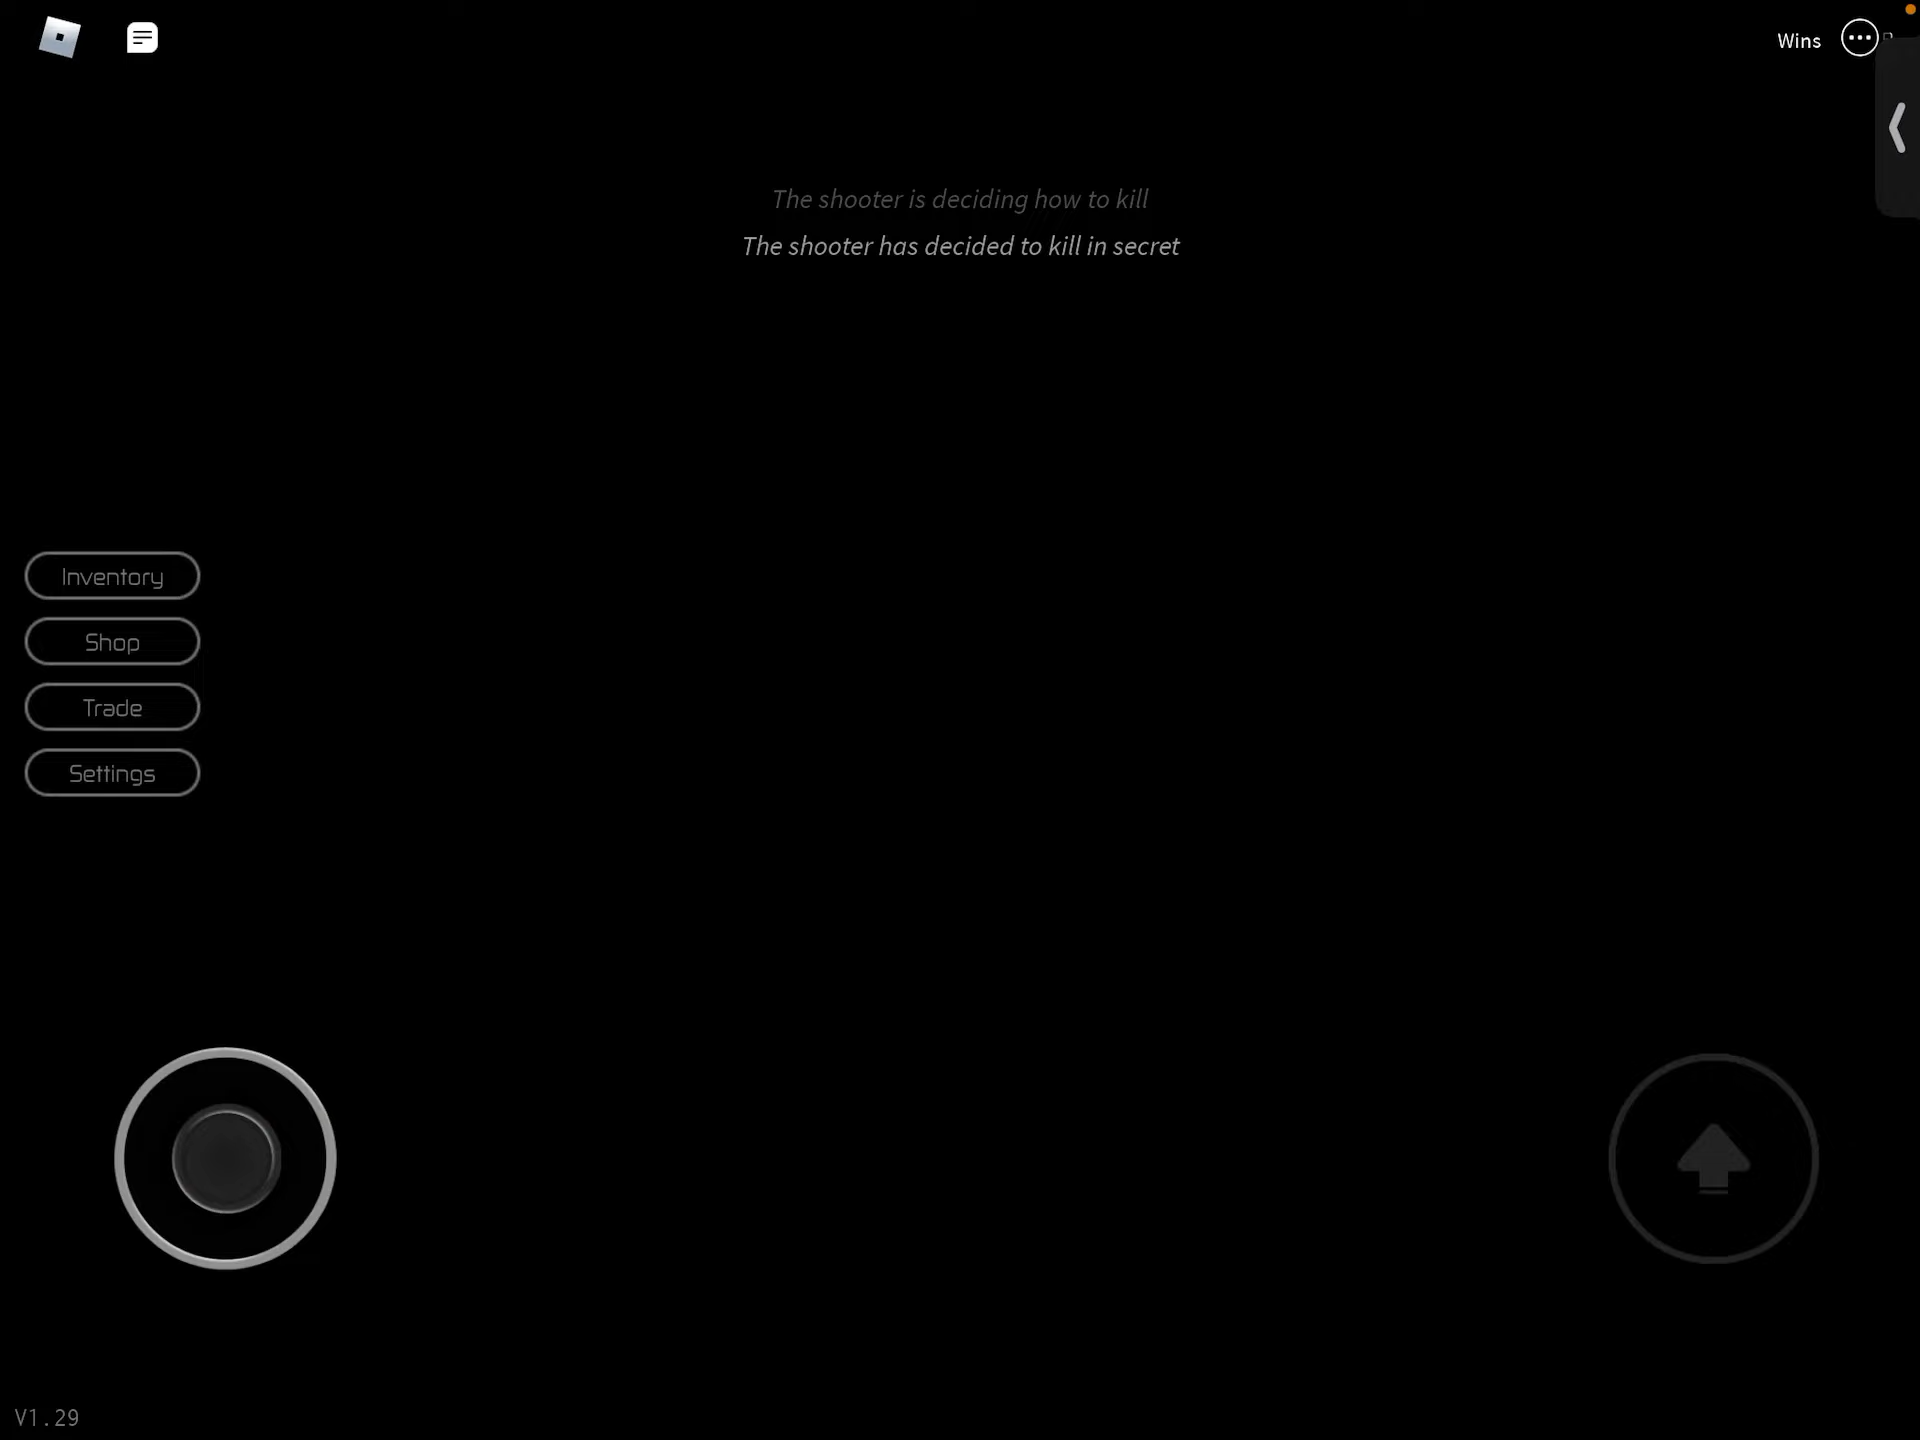 Wins
The shooter is deciding how to kill
The shooter has decided to kill in secret
Inventory
Shop
Trade
Settings
V1.29